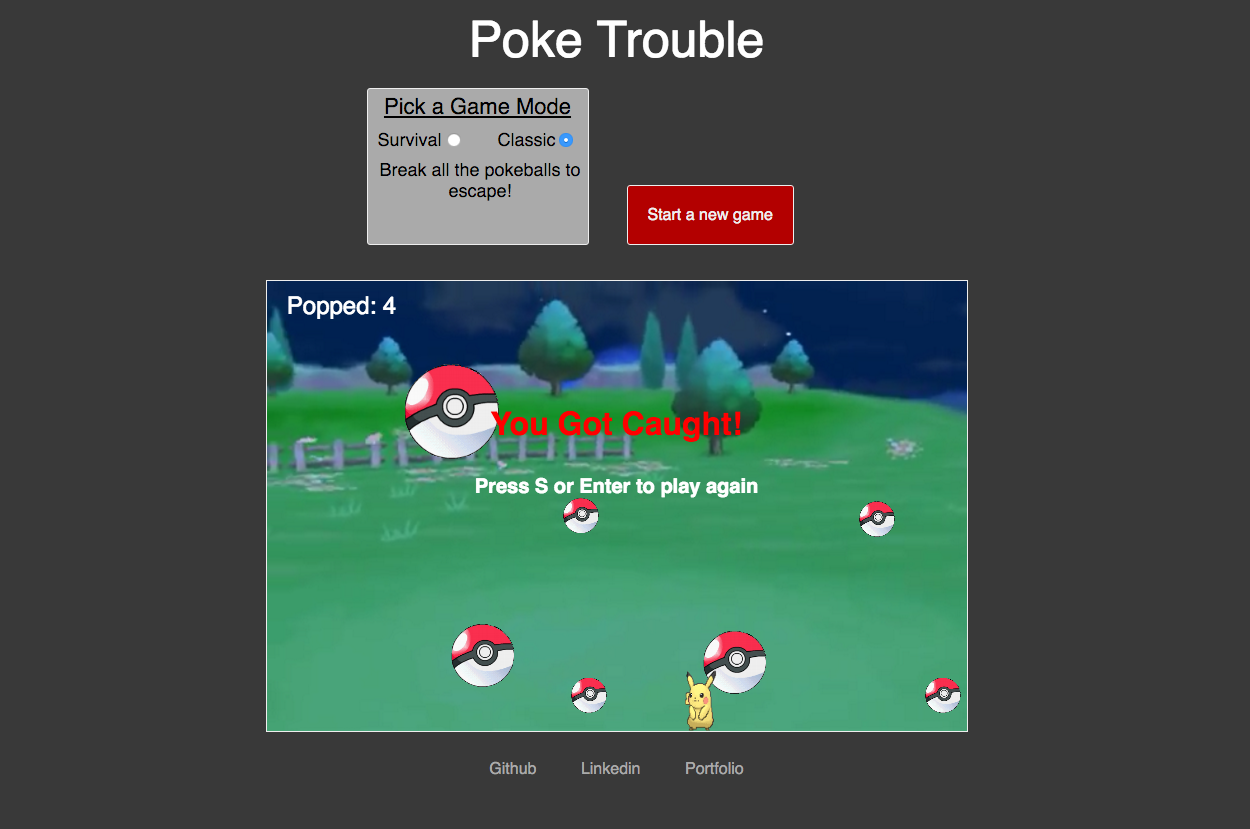 Poke Trouble
Pick a Game Mode
Survival Classic
Break all the pokeballs to
escape!
Start a new game
Popped: 4
You Got Caught!
Press S or Enter to play again
Github Linkedin Portfolio